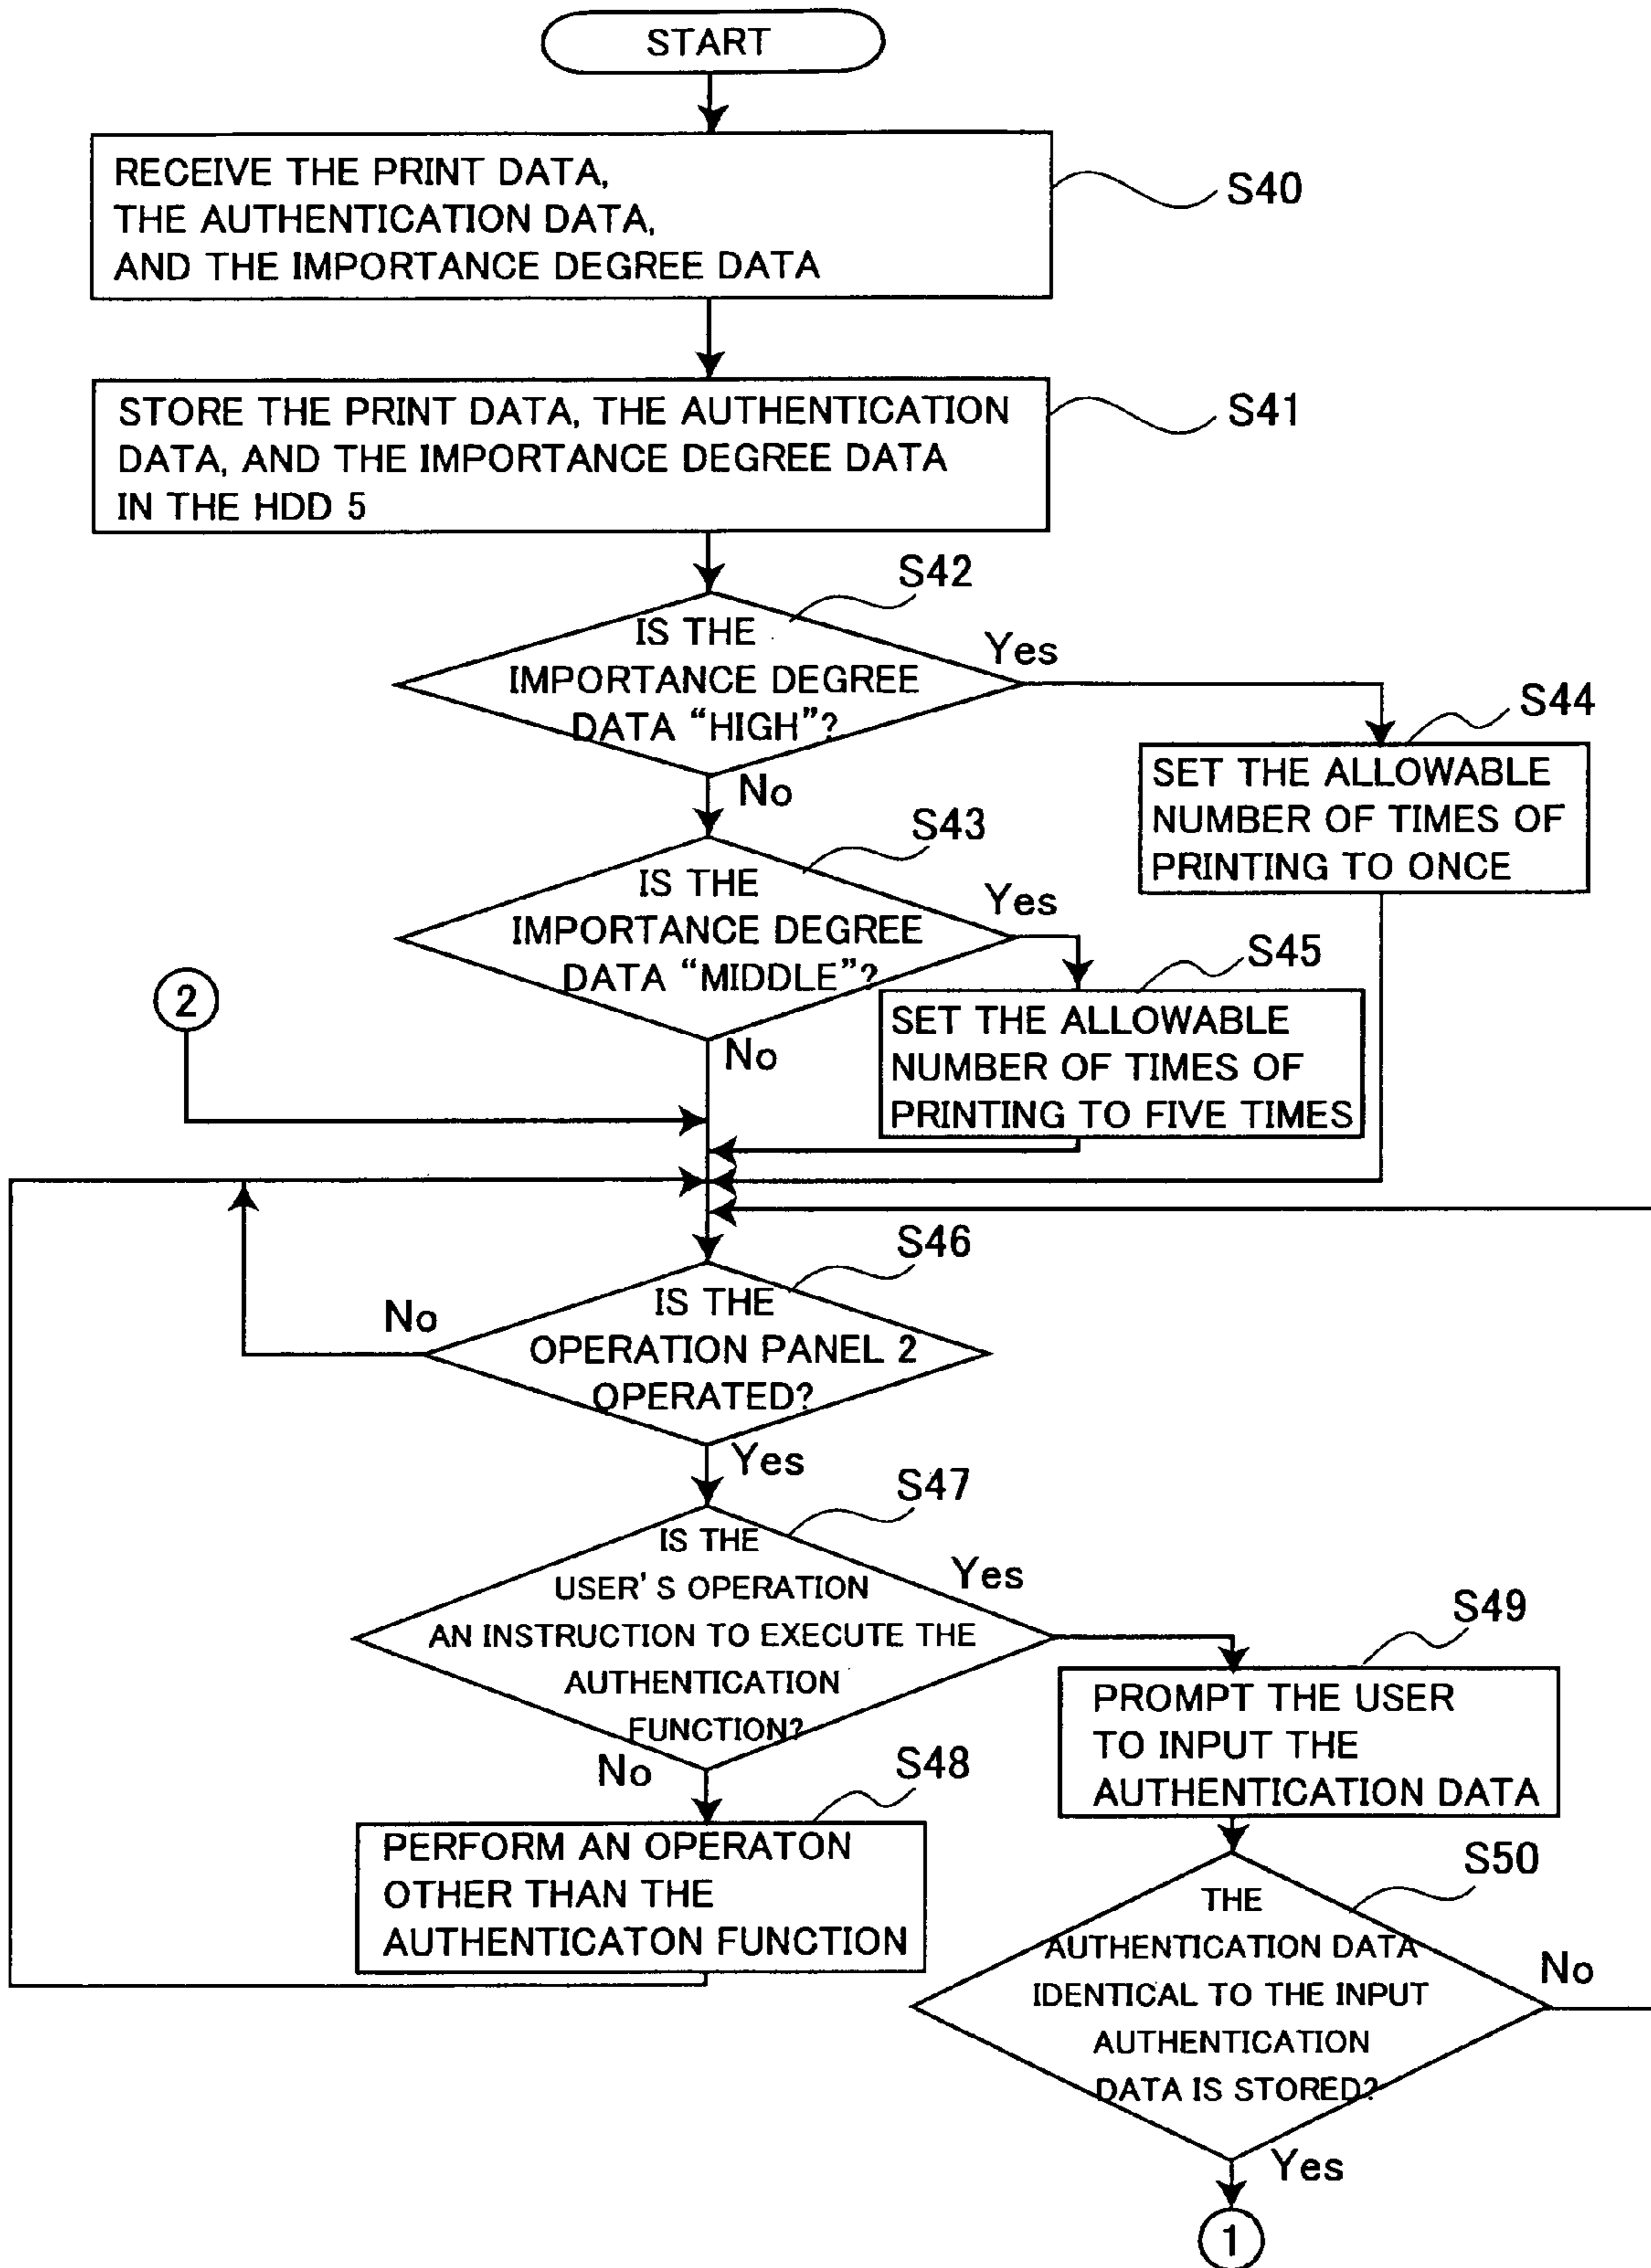 START
RECEIVE THE PRINT DATA,
THE AUTHENTICATION DATA,
AND THE IMPORTANCE DEGREE DATA
S40
STORE THE PRINT DATA, THE AUTHENTICATION
DATA, AND THE IMPORTANCE DEGREE DATA
IN THE HDD 5
S41
S42
IS THE
IMPORTANCE DEGREE
DATA “HIGH”?
Yes
No
S44
SET THE ALLOWABLE
NUMBER OF TIMES OF
PRINTING TO ONCE
S43
IS THE
IMPORTANCE DEGREE
DATA “MIDDLE”?
Yes
No
S45
SET THE ALLOWABLE
NUMBER OF TIMES OF
PRINTING TO FIVE TIMES
2
S46
IS THE
OPERATION PANEL 2
OPERATED?
No
Yes
S47
IS THE
USER'S OPERATION
AN INSTRUCTION TO EXECUTE THE
AUTHENTICATION
FUNCTION?
Yes
No
S48
PERFORM AN OPERATON
OTHER THAN THE
AUTHENTICATON FUNCTION
S49
PROMPT THE USER
TO INPUT THE
AUTHENTICATION DATA
S50
THE
AUTHENTICATION DATA
IDENTICAL TO THE INPUT
AUTHENTICATION
DATA IS STORED?
No
Yes
1